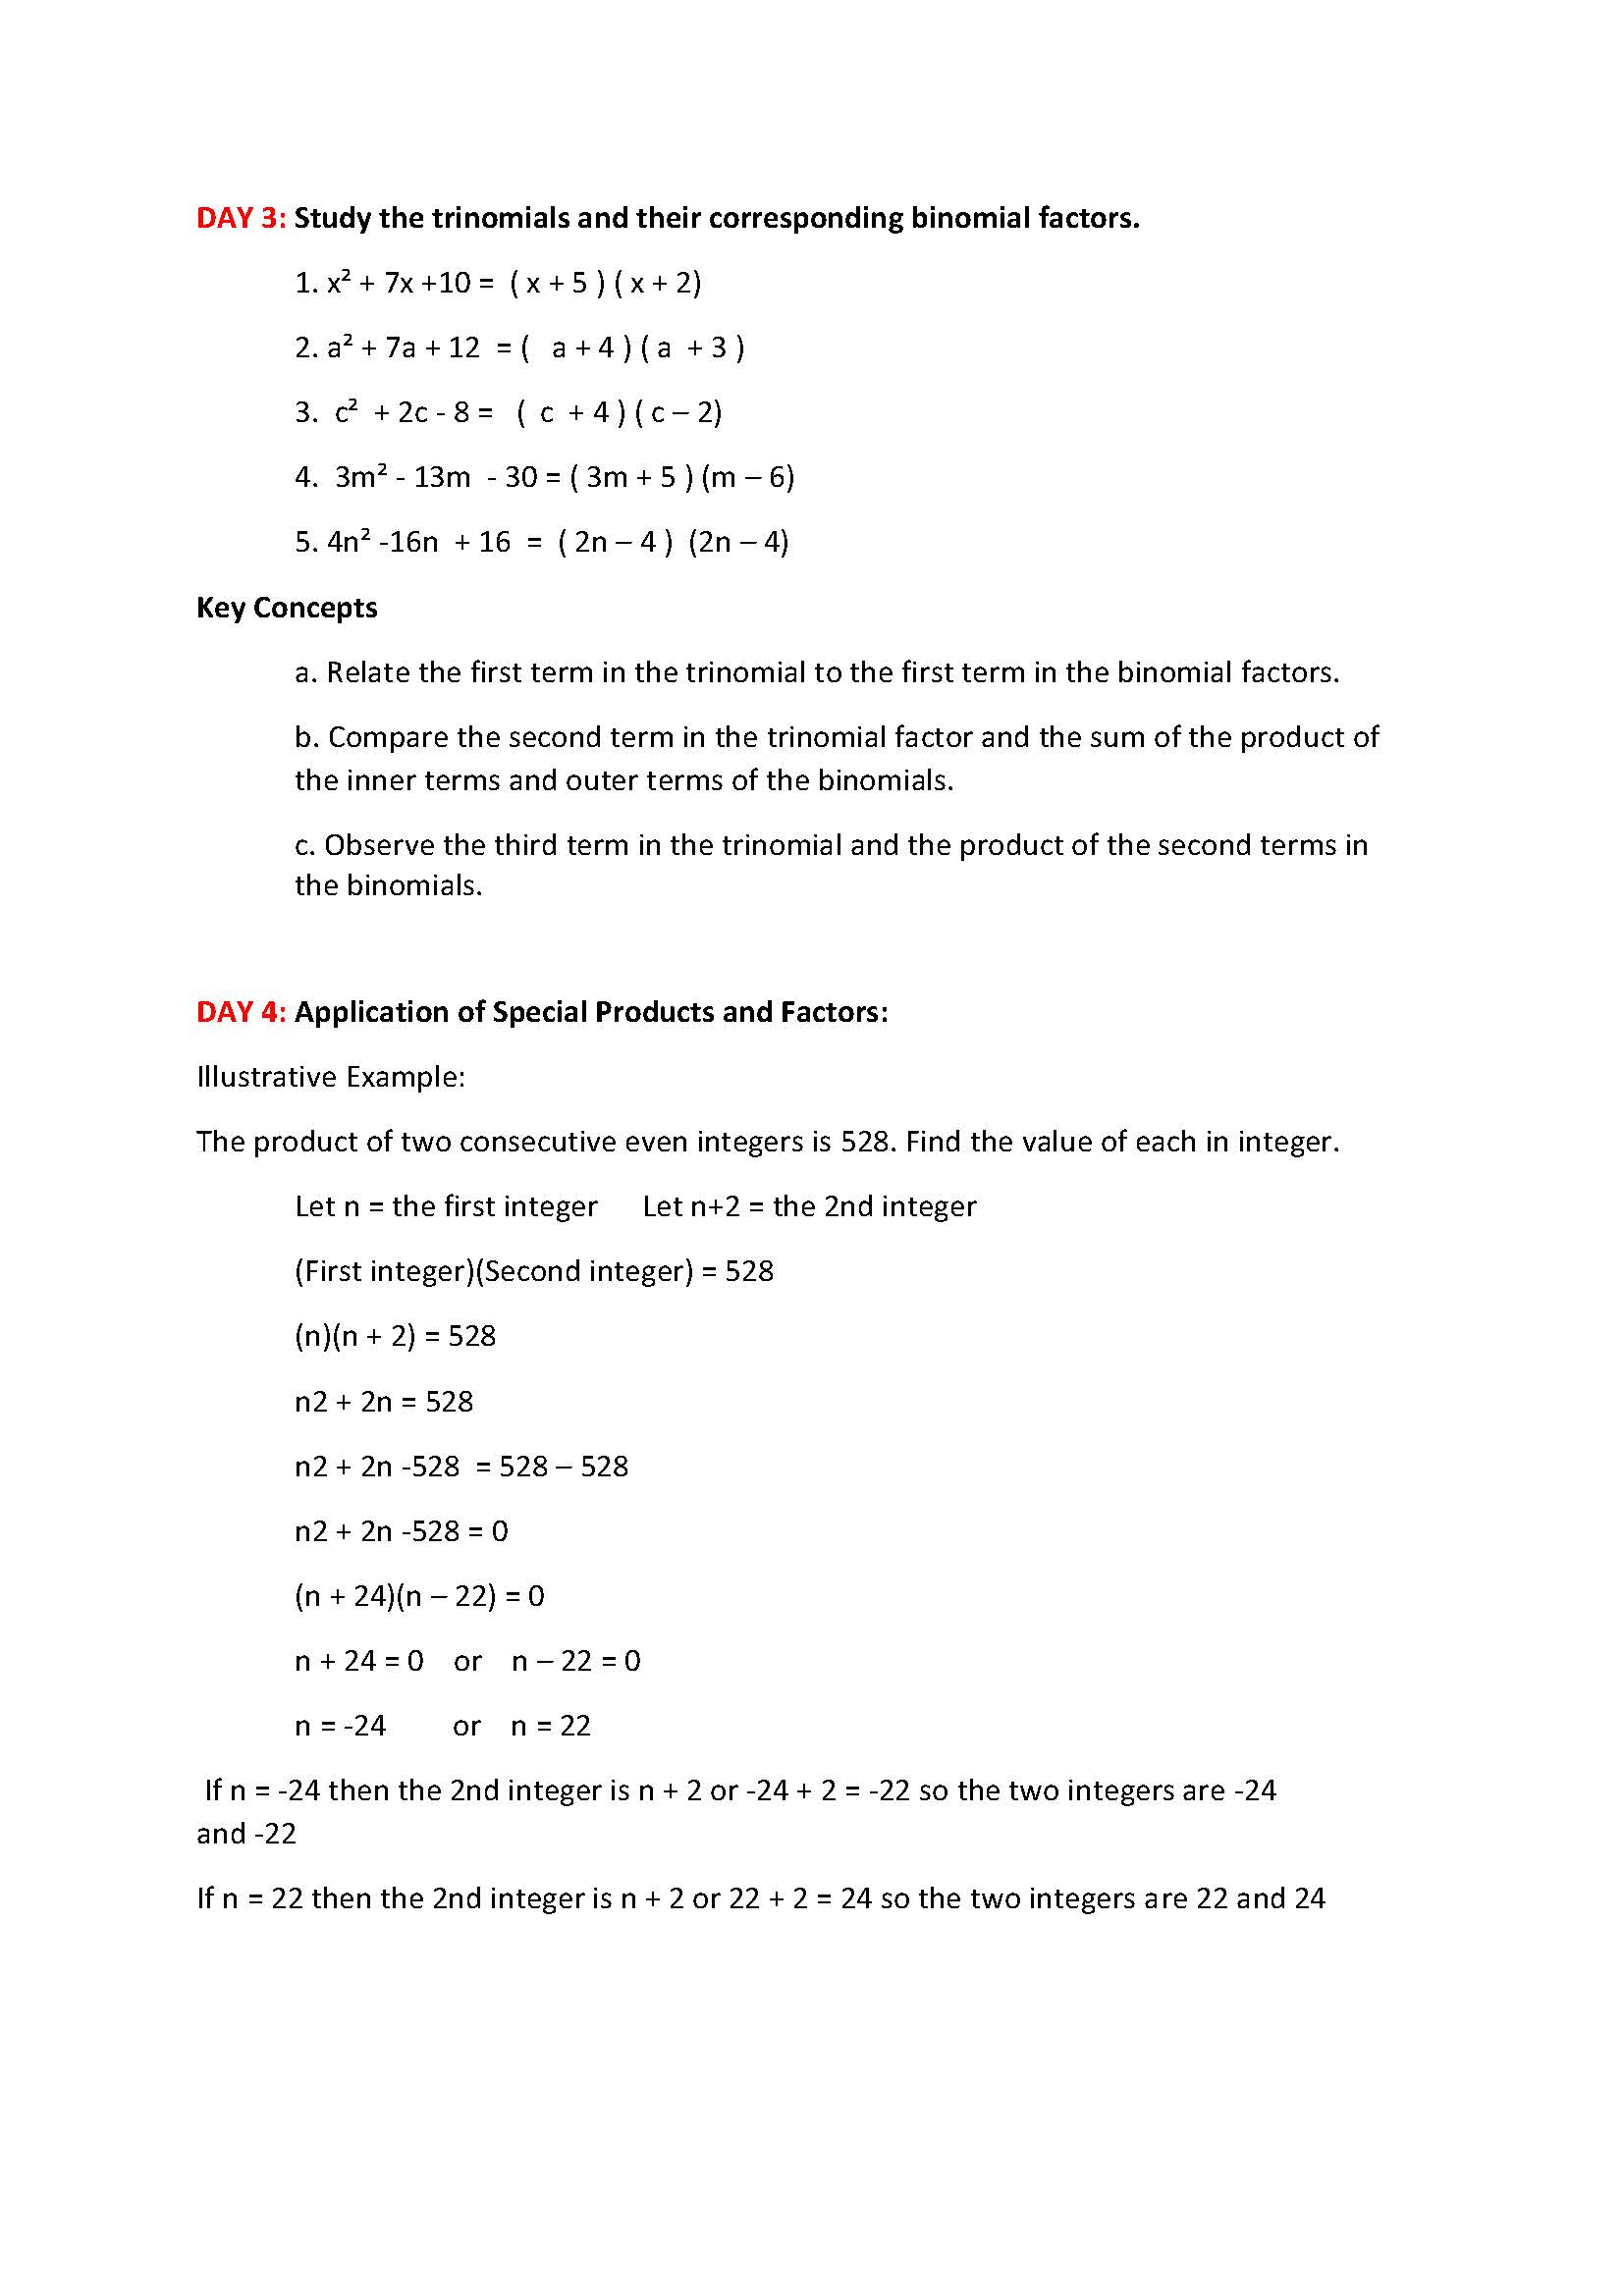 DAY 3: Study the trinomials and their corresponding binomial factors.
1. x² + 7x +10 = ( x + 5 ) ( x + 2)
2. a² + 7a + 12 = ( a + 4 ) ( a + 3 )
3. c² + 2c - 8 = ( c + 4 ) ( c – 2)
4. 3m² - 13m - 30 = ( 3m + 5 ) (m – 6)
5. 4n² -16n + 16 = ( 2n – 4 ) (2n – 4)
Key Concepts
a. Relate the first term in the trinomial to the first term in the binomial factors.
b. Compare the second term in the trinomial factor and the sum of the product of
the inner terms and outer terms of the binomials.
c. Observe the third term in the trinomial and the product of the second terms in
the binomials.
DAY 4: Application of Special Products and Factors:
Illustrative Example:
The product of two consecutive even integers is 528. Find the value of each in integer.
Let n = the first integer Let n+2 = the 2nd integer
(First integer)(Second integer) = 528
(n)(n + 2) = 528
n2 + 2n = 528
n2 + 2n -528 = 528 – 528
n2 + 2n -528 = 0
(n + 24)(n – 22) = 0
n + 24 = 0 or n – 22 = 0
n = -24 or n = 22
If n = -24 then the 2nd integer is n + 2 or -24 + 2 = -22 so the two integers are -24
and -22
If n = 22 then the 2nd integer is n + 2 or 22 + 2 = 24 so the two integers are 22 and 24